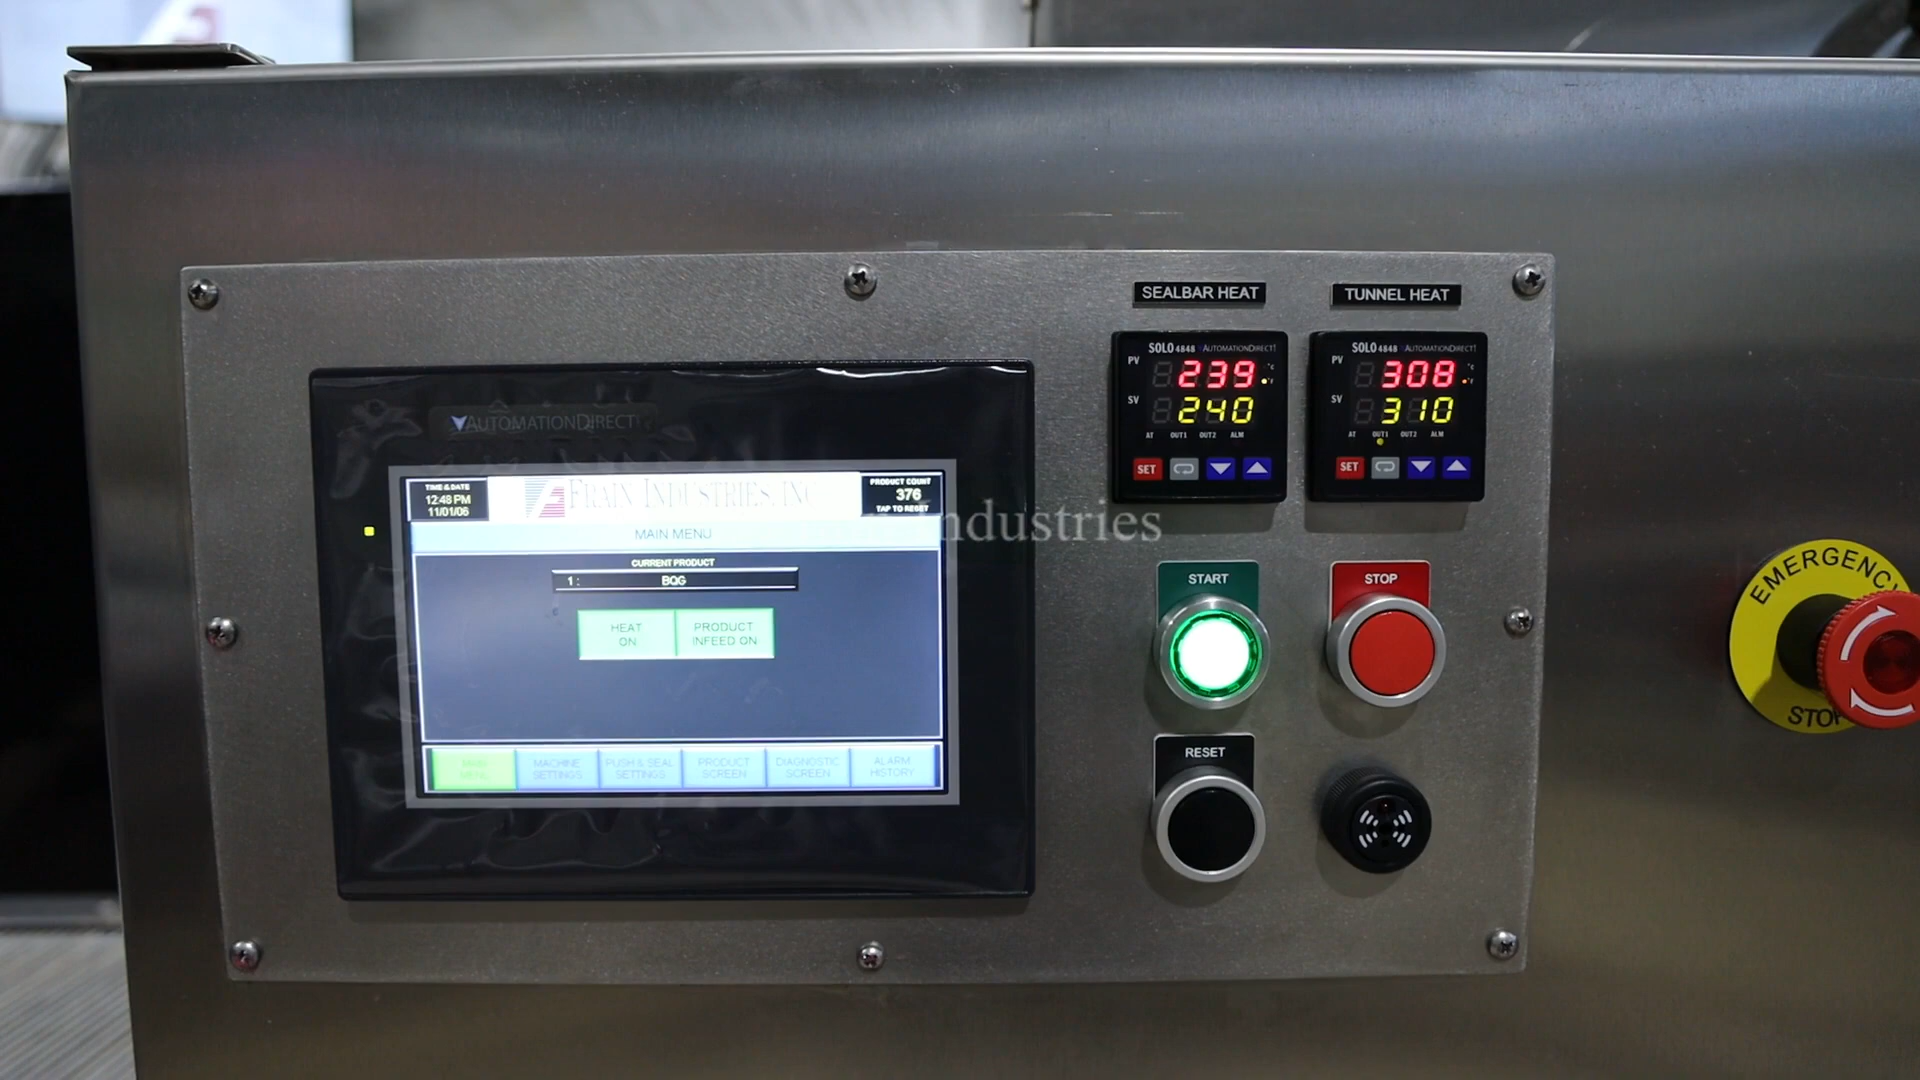 SEALBAR HEAT
TUNNEL HEAT
SOLO 4848 AUTOMATIONDIRECT
PV 239 °C °F
SV 240
AT OUT1 OUT2 ALM
SET
SOLO 4848 AUTOMATIONDIRECT
PV 308 °C °F
SV 310
AT OUT1 OUT2 ALM
SET
AUTOMATIONDIRECT
TIME & DATE
12:48 PM
11/01/06
FRAIN INDUSTRIES, INC
PRODUCT COUNT
376
TAP TO RESET
MAIN MENU
Industries
CURRENT PRODUCT
1 : BQG
HEAT
ON
PRODUCT
INFEED ON
MAIN
MENU
MACHINE
SETTINGS
PUSH & SEAL
SETTINGS
PRODUCT
SCREEN
DIAGNOSTIC
SCREEN
ALARM
HISTORY
START
STOP
RESET
EMERGENCY
STOP